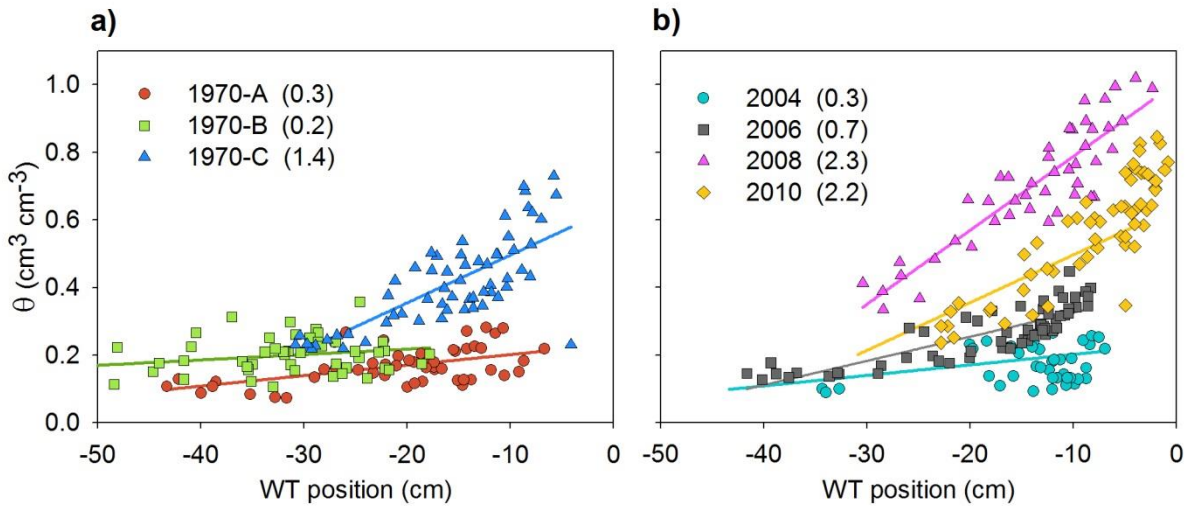 a)
1.0
0.8
0.6
0.4
0.2
0.0
θ (cm³ cm⁻³)
1970-A (0.3)
1970-B (0.2)
1970-C (1.4)
-50 -40 -30 -20 -10 0
WT position (cm)
b)
2004 (0.3)
2006 (0.7)
2008 (2.3)
2010 (2.2)
-50 -40 -30 -20 -10 0
WT position (cm)